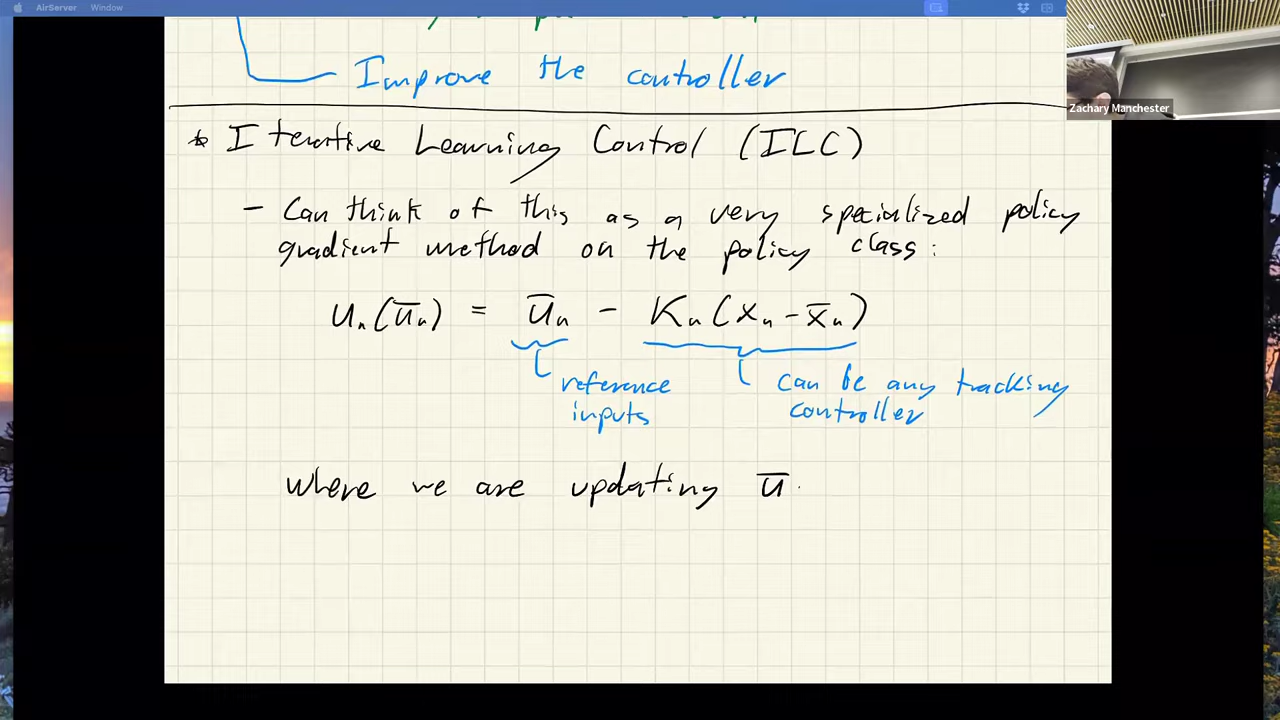 AirServer Window
Zachary Manchester
Improve the controller
* Iterative Learning Control (ILC)
- Can think of this as a very specialized policy
gradient method on the policy class:
uₙ(ūₙ) = ūₙ - Kₙ(xₙ - x̄ₙ)
reference
inputs
can be any tracking
controller
where we are updating ū